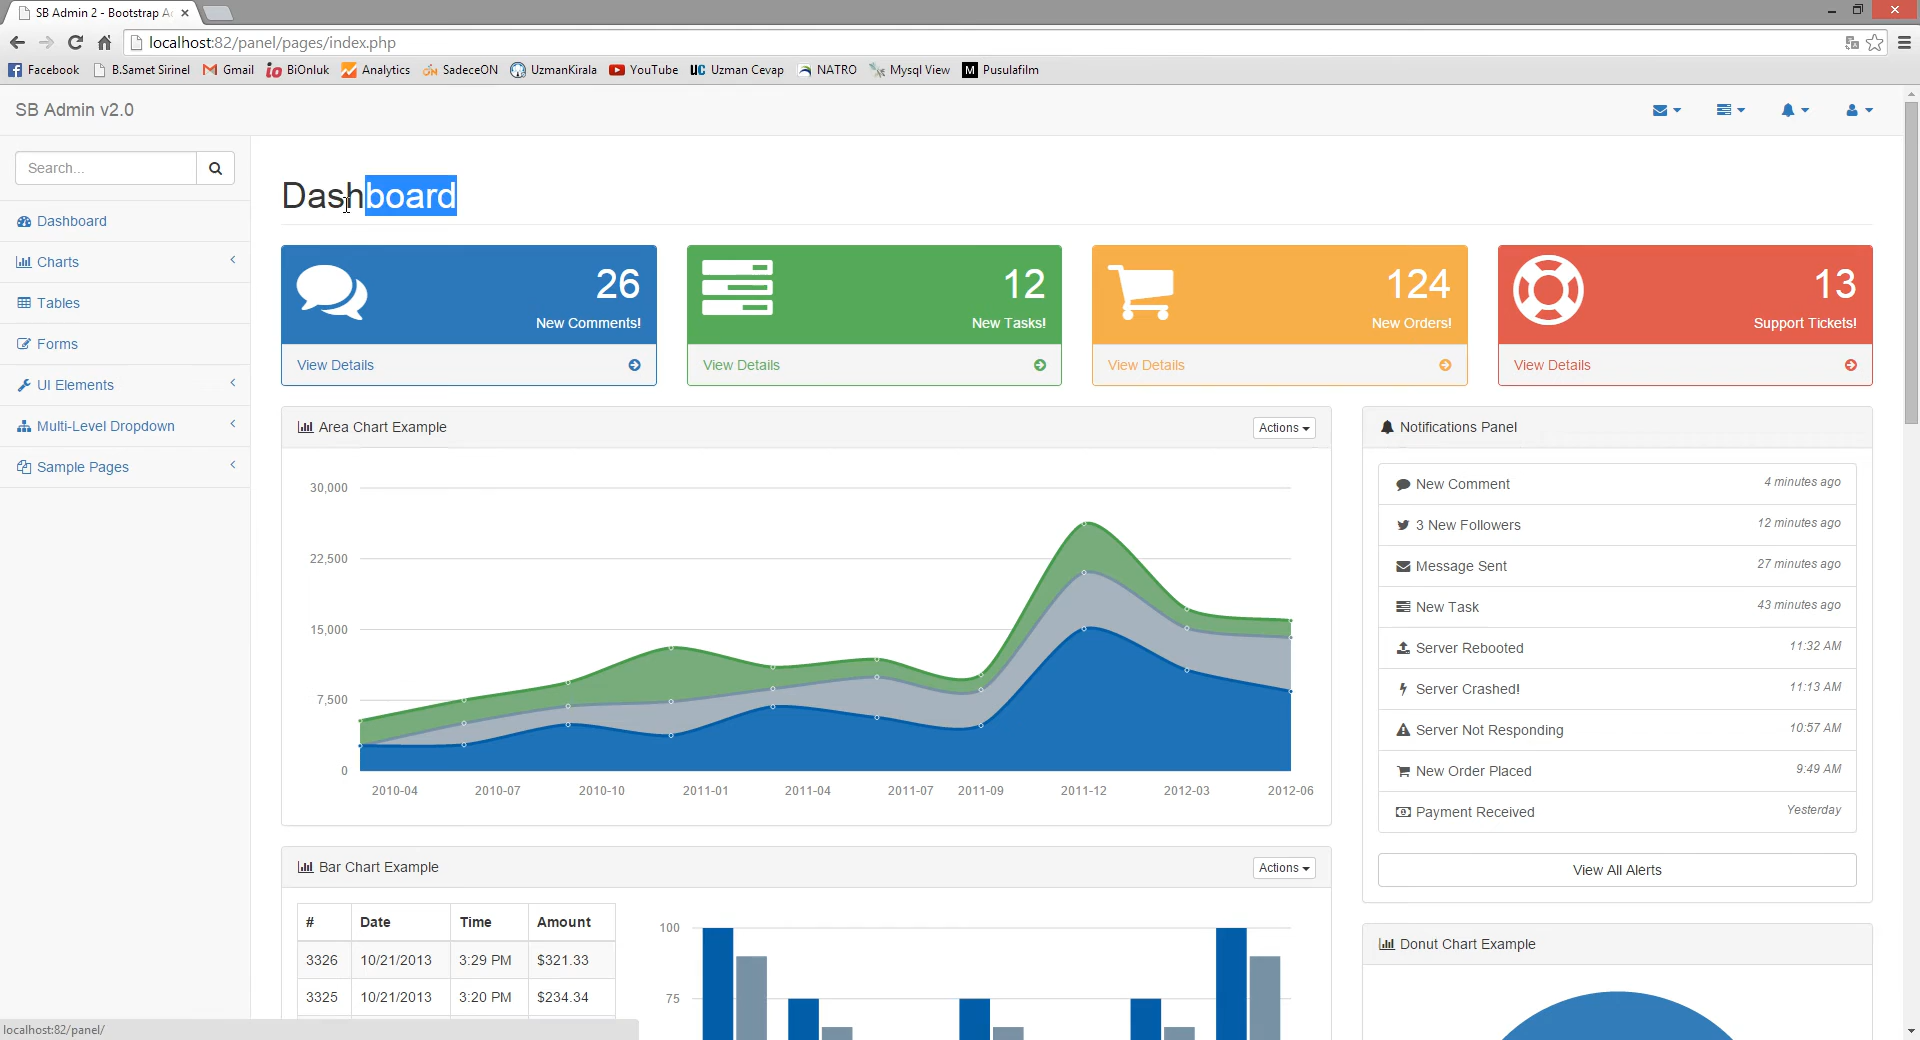 SB Admin 2 - Bootstrap A
localhost:82/panel/pages/index.php
Facebook B.Samet Sirinel Gmail BiOnluk Analytics SadeceON UzmanKirala YouTube Uzman Cevap NATRO Mysql View Pusulafilm
SB Admin v2.0
Search...
Dashboard
Charts
Tables
Forms
UI Elements
Multi-Level Dropdown
Sample Pages
Dashboard
26
New Comments!
View Details
12
New Tasks!
View Details
124
New Orders!
View Details
13
Support Tickets!
View Details
Area Chart Example Actions
30,000
22,500
15,000
7,500
0
2010-04 2010-07 2010-10 2011-01 2011-04 2011-07 2011-09 2011-12 2012-03 2012-06
Notifications Panel
New Comment 4 minutes ago
3 New Followers 12 minutes ago
Message Sent 27 minutes ago
New Task 43 minutes ago
Server Rebooted 11:32 AM
Server Crashed! 11:13 AM
Server Not Responding 10:57 AM
New Order Placed 9:49 AM
Payment Received Yesterday
View All Alerts
Bar Chart Example Actions
# Date Time Amount
3326 10/21/2013 3:29 PM $321.33
3325 10/21/2013 3:20 PM $234.34
100
75
Donut Chart Example
localhost:82/panel/